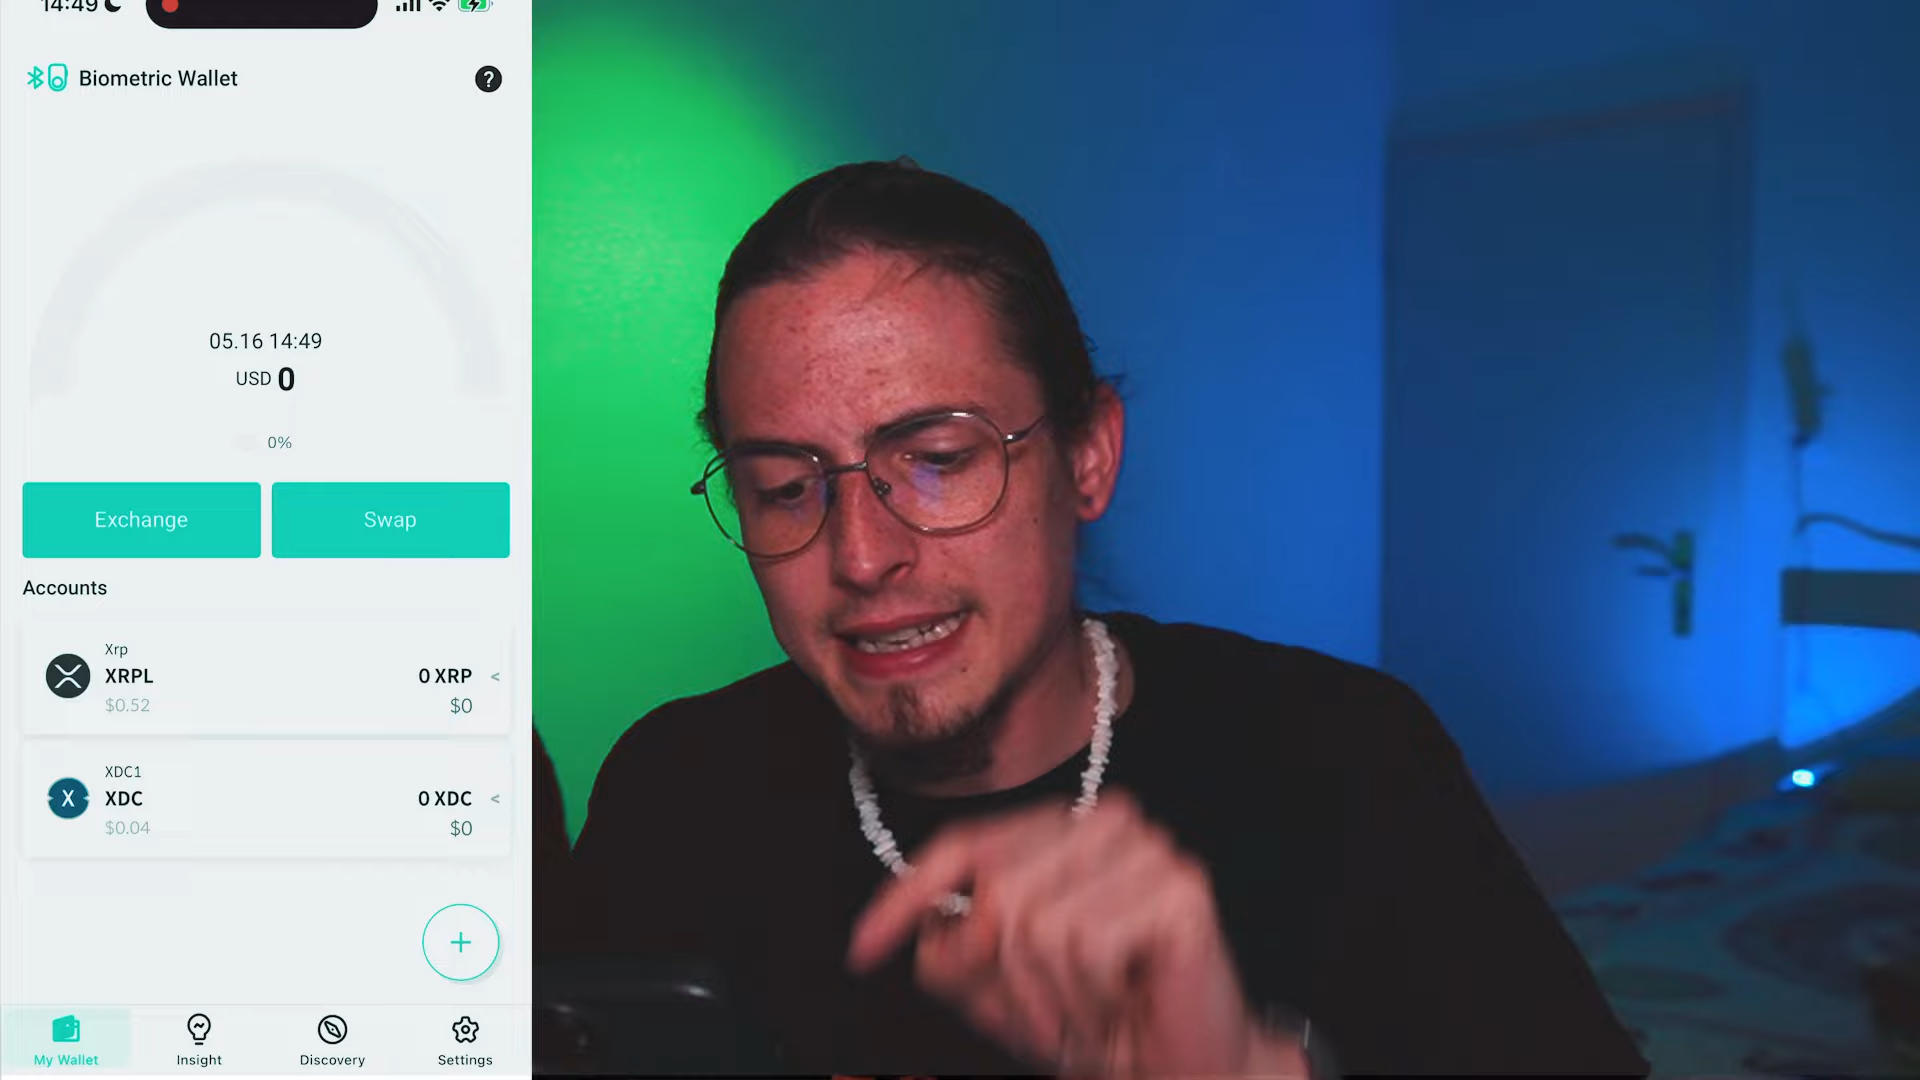 14:49
Biometric Wallet
?
05.16 14:49
USD 0
0%
Exchange
Swap
Accounts
Xrp
XRPL
0 XRP <
$0.52
$0
XDC1
X
XDC
0 XDC <
$0.04
$0
+
My Wallet
Insight
Discovery
Settings